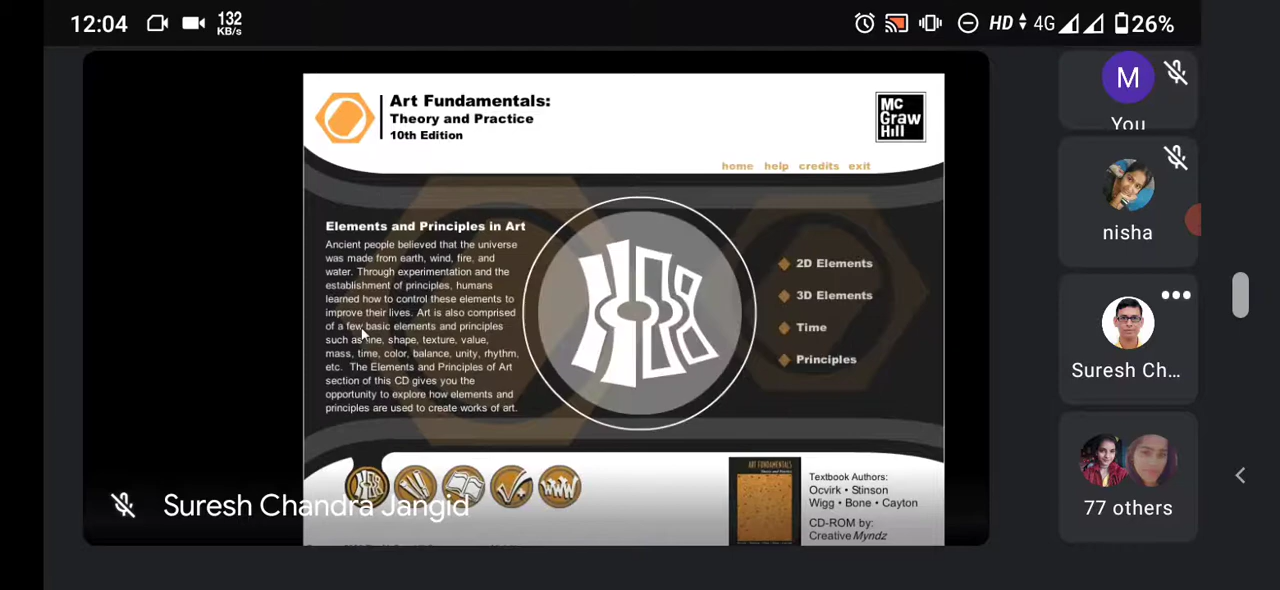 12:04
132
KB/s
HD
4G
26%
Art Fundamentals:
Theory and Practice
10th Edition
Mc
Graw
Hill
home help credits exit
Elements and Principles in Art
Ancient people believed that the universe
was made from earth, wind, fire, and
water. Through experimentation and the
establishment of principles, humans
learned how to control these elements to
improve their lives. Art is also comprised
of a few basic elements and principles
such as line, shape, texture, value,
mass, time, color, balance, unity, rhythm,
etc. The Elements and Principles of Art
section of this CD gives you the
opportunity to explore how elements and
principles are used to create works of art.
2D Elements
3D Elements
Time
Principles
WWW
ART FUNDAMENTALS
Textbook Authors:
Ocvirk • Stinson
Wigg • Bone • Cayton
CD-ROM by:
Creative Myndz
Suresh Chandra Jangid
M
You
nisha
Suresh Ch...
77 others